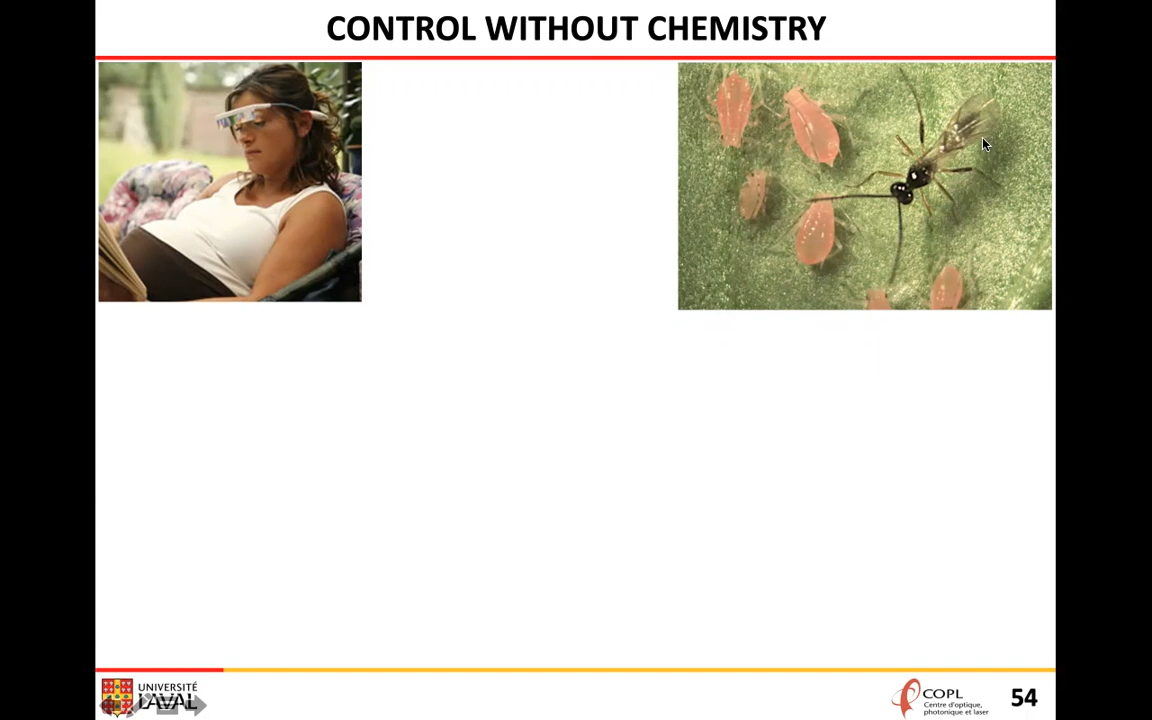 CONTROL WITHOUT CHEMISTRY
UNIVERSITÉ
LAVAL
COPL
Centre d'optique,
photonique et laser
54